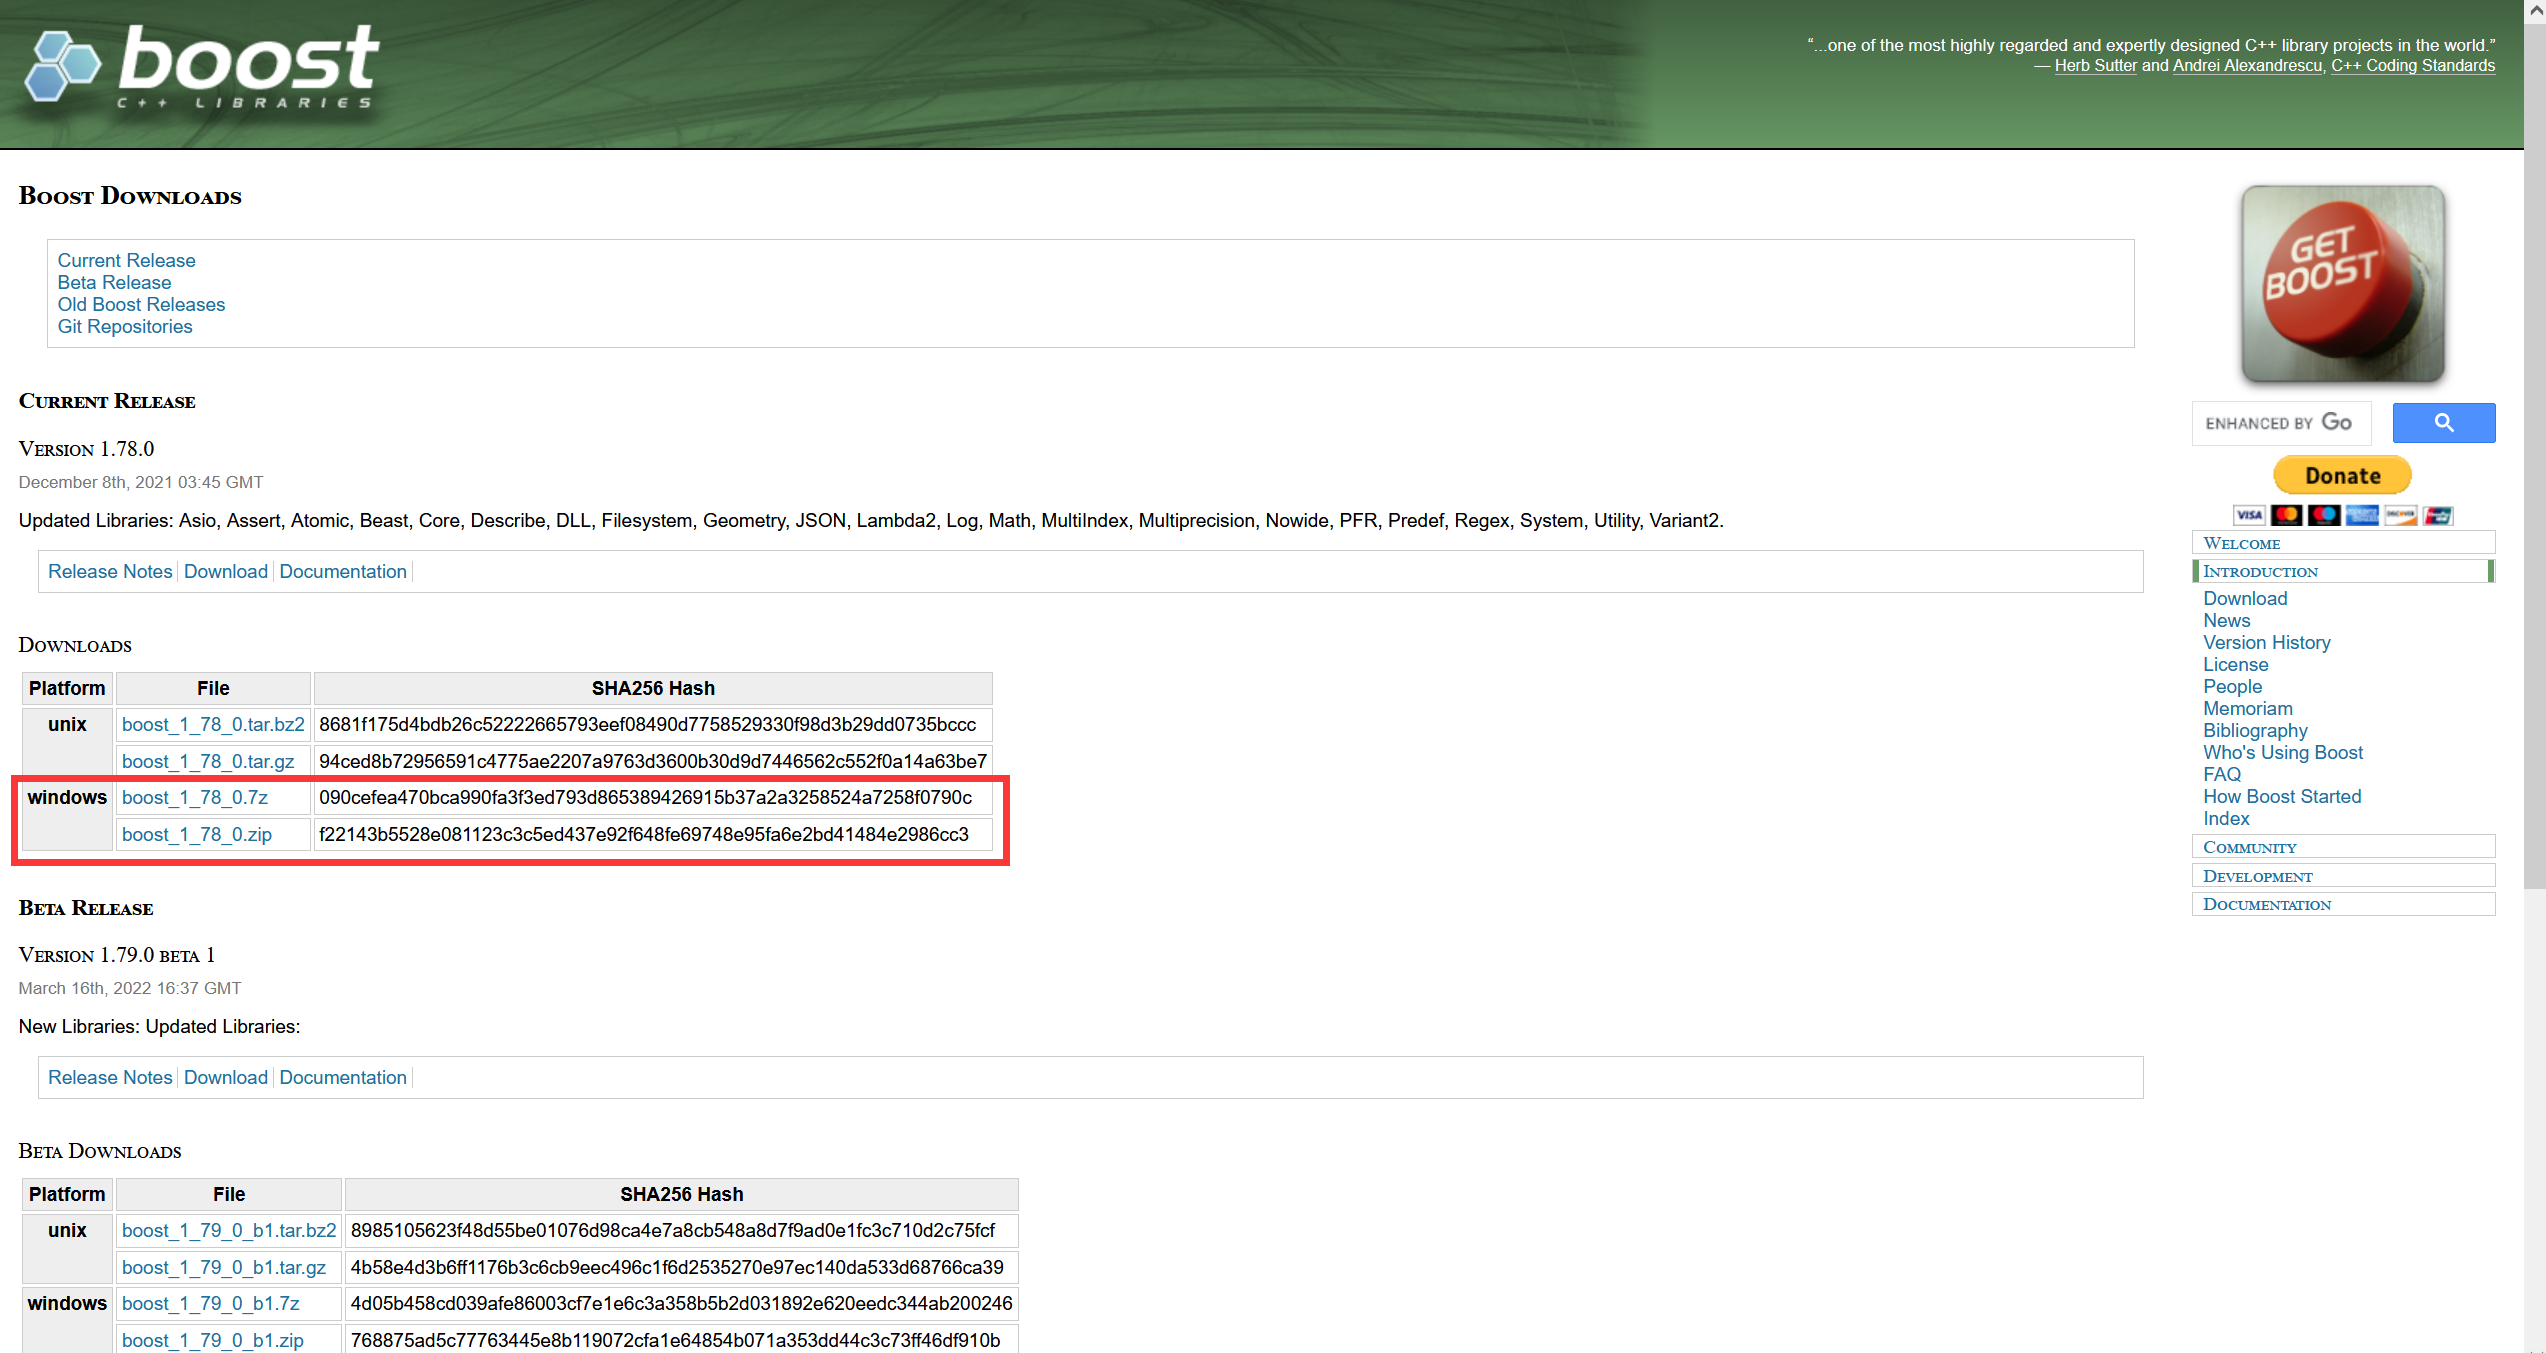 boost
C++ LIBRARIES
“...one of the most highly regarded and expertly designed C++ library projects in the world.”
— Herb Sutter and Andrei Alexandrescu, C++ Coding Standards
Boost Downloads
Current Release
Beta Release
Old Boost Releases
Git Repositories
Current Release
Version 1.78.0
December 8th, 2021 03:45 GMT
Updated Libraries: Asio, Assert, Atomic, Beast, Core, Describe, DLL, Filesystem, Geometry, JSON, Lambda2, Log, Math, MultiIndex, Multiprecision, Nowide, PFR, Predef, Regex, System, Utility, Variant2.
Release Notes Download Documentation
Downloads
Platform File SHA256 Hash
unix boost_1_78_0.tar.bz2 8681f175d4bdb26c52222665793eef08490d7758529330f98d3b29dd0735bccc
boost_1_78_0.tar.gz 94ced8b72956591c4775ae2207a9763d3600b30d9d7446562c552f0a14a63be7
windows boost_1_78_0.7z 090cefea470bca990fa3f3ed793d865389426915b37a2a3258524a7258f0790c
boost_1_78_0.zip f22143b5528e081123c3c5ed437e92f648fe69748e95fa6e2bd41484e2986cc3
Beta Release
Version 1.79.0 beta 1
March 16th, 2022 16:37 GMT
New Libraries: Updated Libraries:
Release Notes Download Documentation
Beta Downloads
Platform File SHA256 Hash
unix boost_1_79_0_b1.tar.bz2 8985105623f48d55be01076d98ca4e7a8cb548a8d7f9ad0e1fc3c710d2c75fcf
boost_1_79_0_b1.tar.gz 4b58e4d3b6ff1176b3c6cb9eec496c1f6d2535270e97ec140da533d68766ca39
windows boost_1_79_0_b1.7z 4d05b458cd039afe86003cf7e1e6c3a358b5b2d031892e620eedc344ab200246
boost_1_79_0_b1.zip 768875ad5c77763445e8b119072cfa1e64854b071a353dd44c3c73ff46df910b
GET
BOOST
ENHANCED BY Go
Donate
VISA DISCOVER
Welcome
Introduction
Download
News
Version History
License
People
Memoriam
Bibliography
Who's Using Boost
FAQ
How Boost Started
Index
Community
Development
Documentation